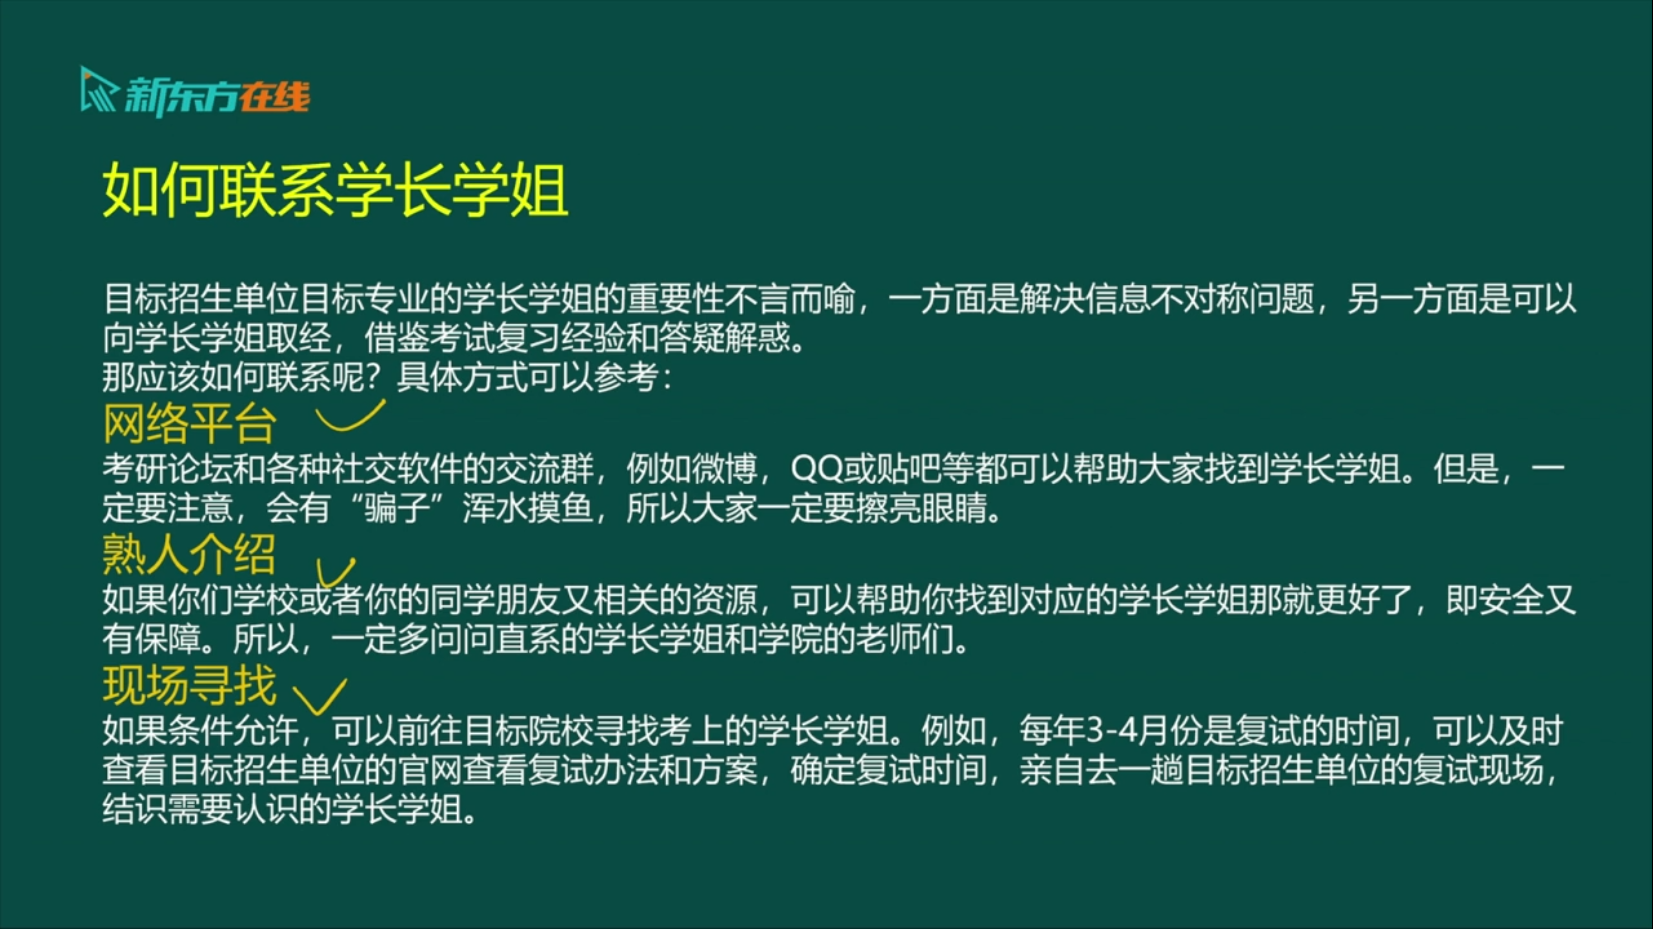 新东方在线
如何联系学长学姐
目标招生单位目标专业的学长学姐的重要性不言而喻，一方面是解决信息不对称问题，另一方面是可以
向学长学姐取经，借鉴考试复习经验和答疑解惑。
那应该如何联系呢？具体方式可以参考：
网络平台
考研论坛和各种社交软件的交流群，例如微博，QQ或贴吧等都可以帮助大家找到学长学姐。但是，一
定要注意，会有“骗子”浑水摸鱼，所以大家一定要擦亮眼睛。
熟人介绍
如果你们学校或者你的同学朋友又相关的资源，可以帮助你找到对应的学长学姐那就更好了，即安全又
有保障。所以，一定多问问直系的学长学姐和学院的老师们。
现场寻找
如果条件允许，可以前往目标院校寻找考上的学长学姐。例如，每年3-4月份是复试的时间，可以及时
查看目标招生单位的官网查看复试办法和方案，确定复试时间，亲自去一趟目标招生单位的复试现场，
结识需要认识的学长学姐。